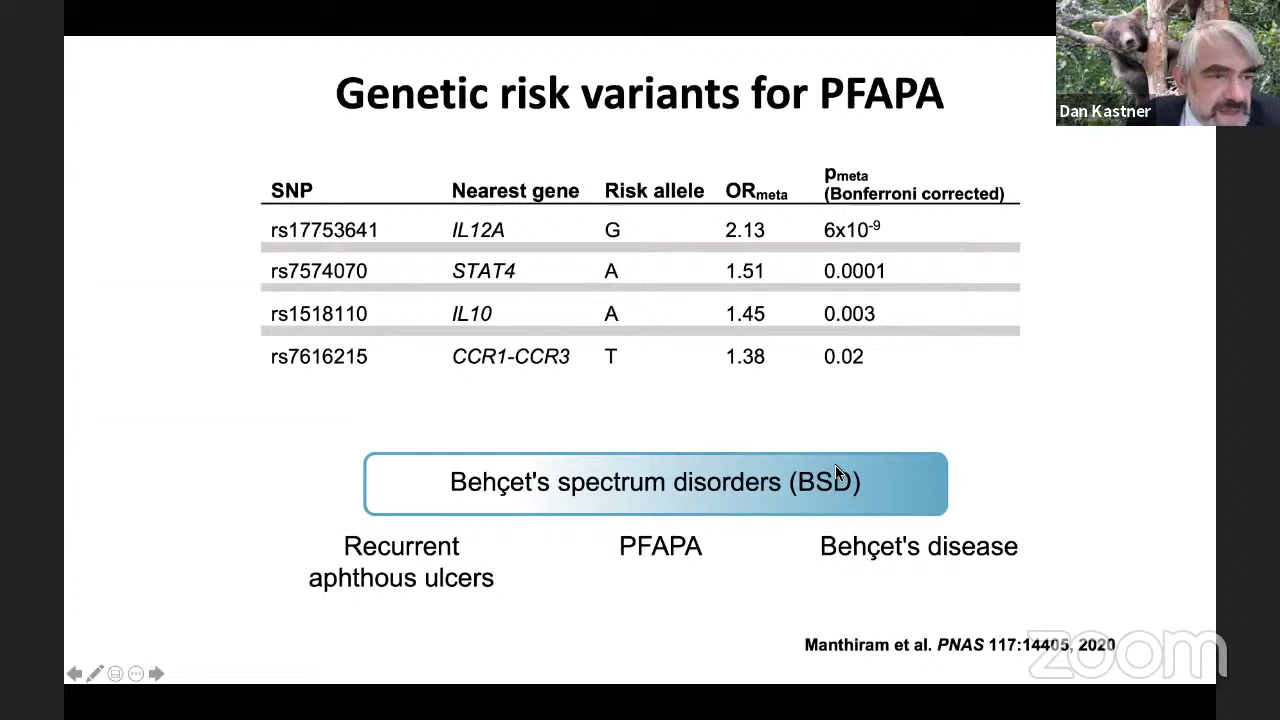 Genetic risk variants for PFAPA
Dan Kastner
SNP Nearest gene Risk allele ORmeta pmeta (Bonferroni corrected)
rs17753641 IL12A G 2.13 6x10-9
rs7574070 STAT4 A 1.51 0.0001
rs1518110 IL10 A 1.45 0.003
rs7616215 CCR1-CCR3 T 1.38 0.02
Behçet's spectrum disorders (BSD)
Recurrent
aphthous ulcers
PFAPA
Behçet's disease
Manthiram et al. PNAS 117:14405, 2020
zoom